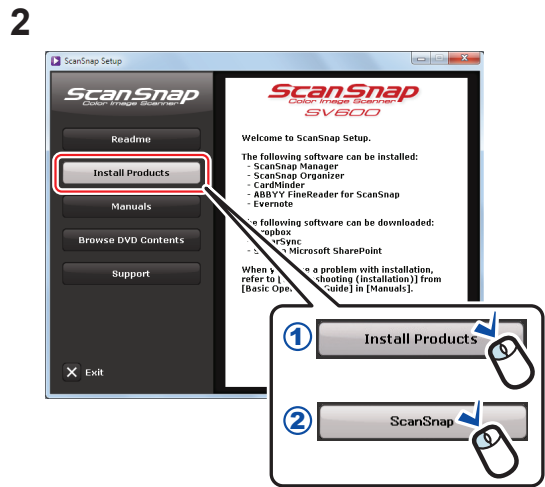 2
ScanSnap Setup
ScanSnap
Color Image Scanner
Readme
Install Products
Manuals
Browse DVD Contents
Support
Exit
ScanSnap
Color Image Scanner
SV600
Welcome to ScanSnap Setup.
The following software can be installed:
- ScanSnap Manager
- ScanSnap Organizer
- CardMinder
- ABBYY FineReader for ScanSnap
- Evernote
following software can be downloaded:
- Microsoft SharePoint
When a problem with installation,
refer to (installation)] from
[Basic Guide] in [Manuals].
1
Install Products
2
ScanSnap